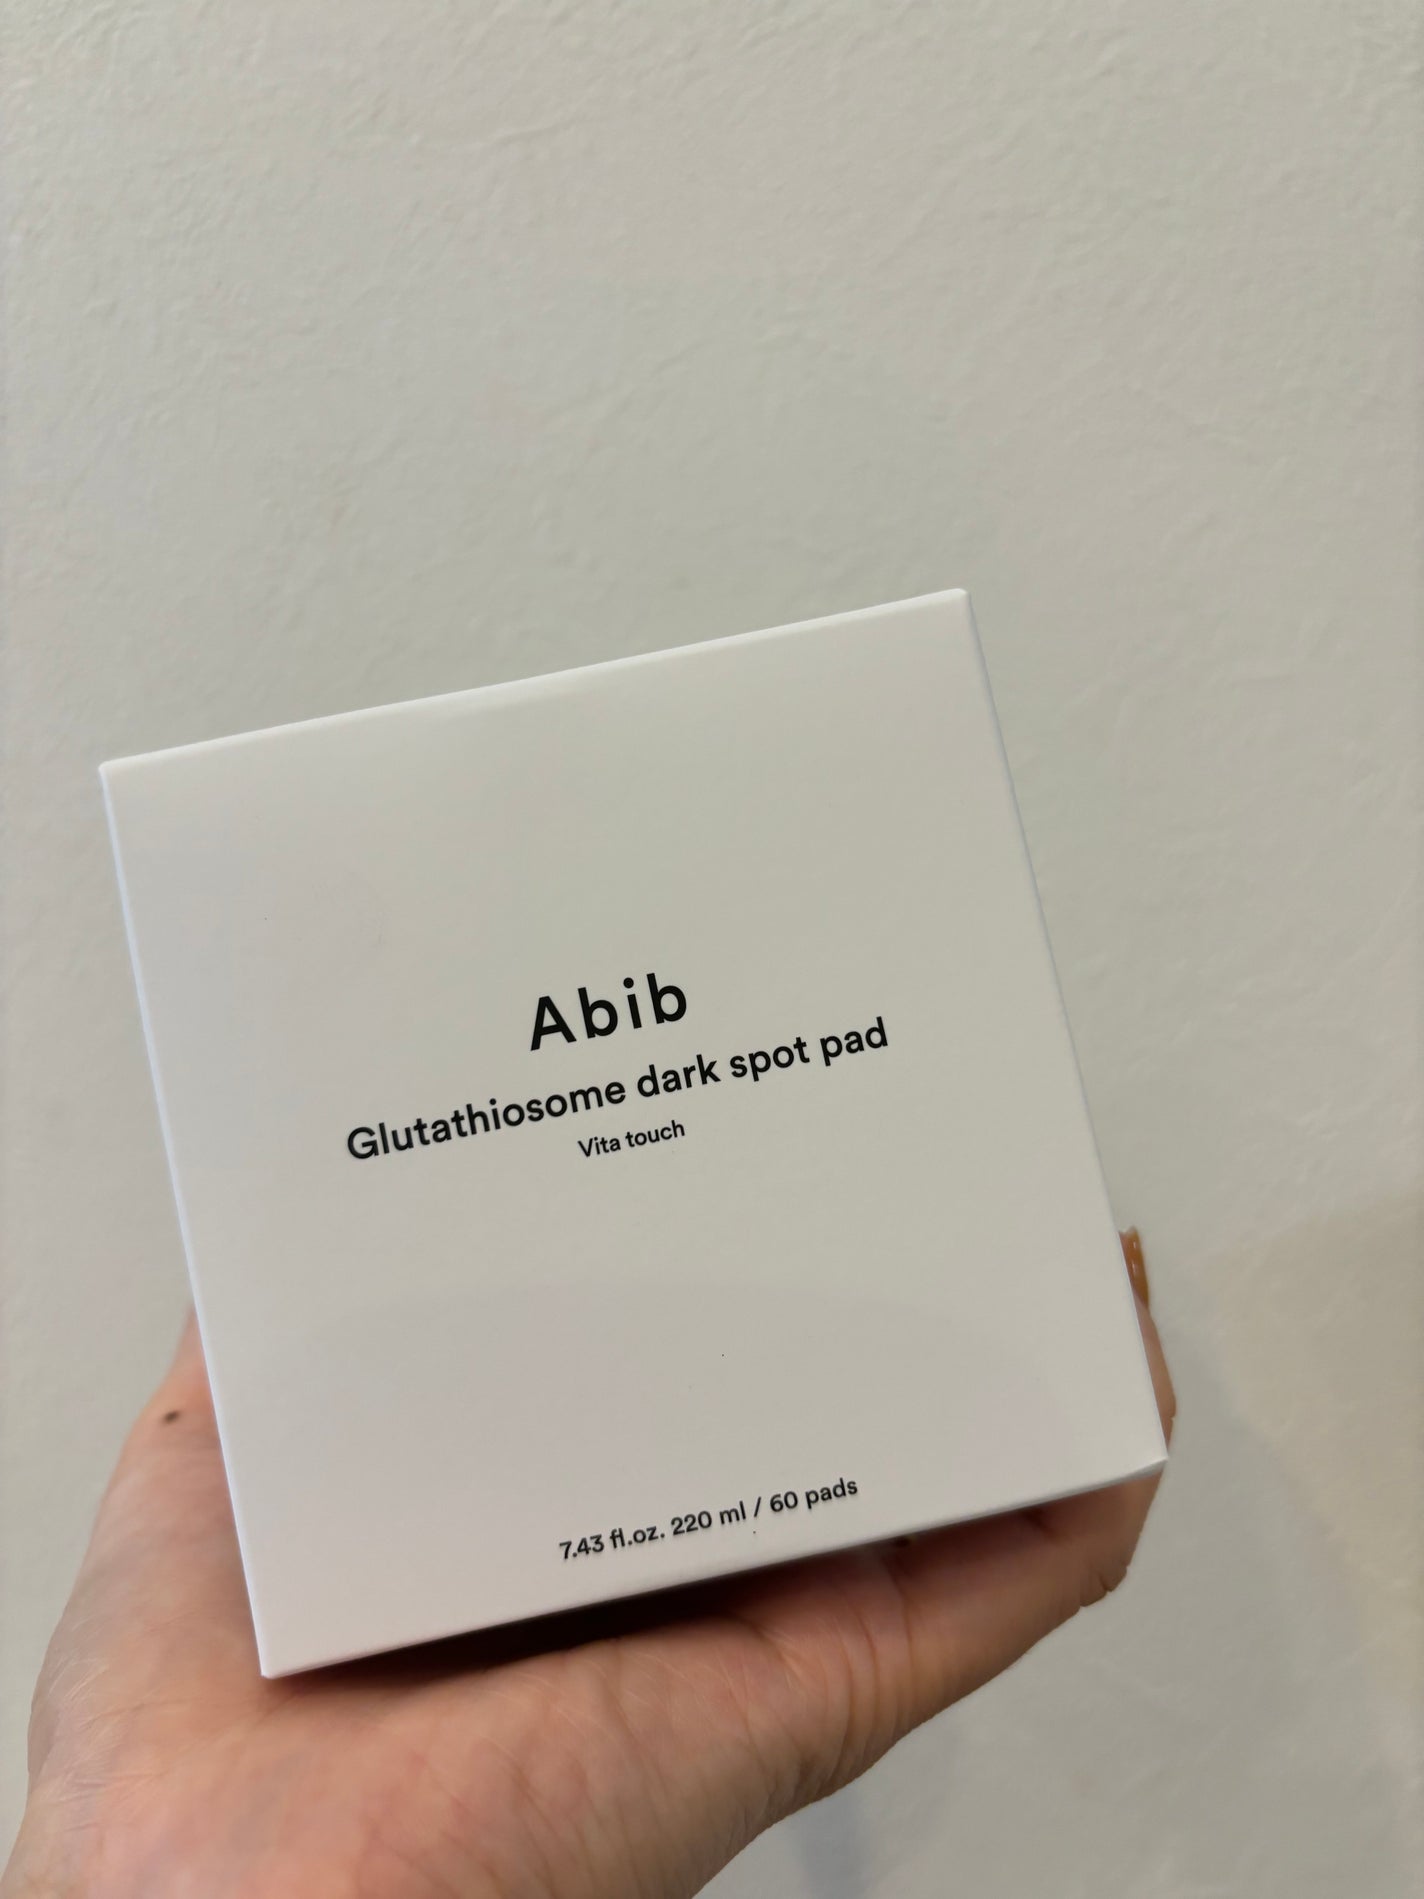 Abib
Glutathiosome dark spot pad
Vita touch
7.43 fl.oz. 220 ml / 60 pads